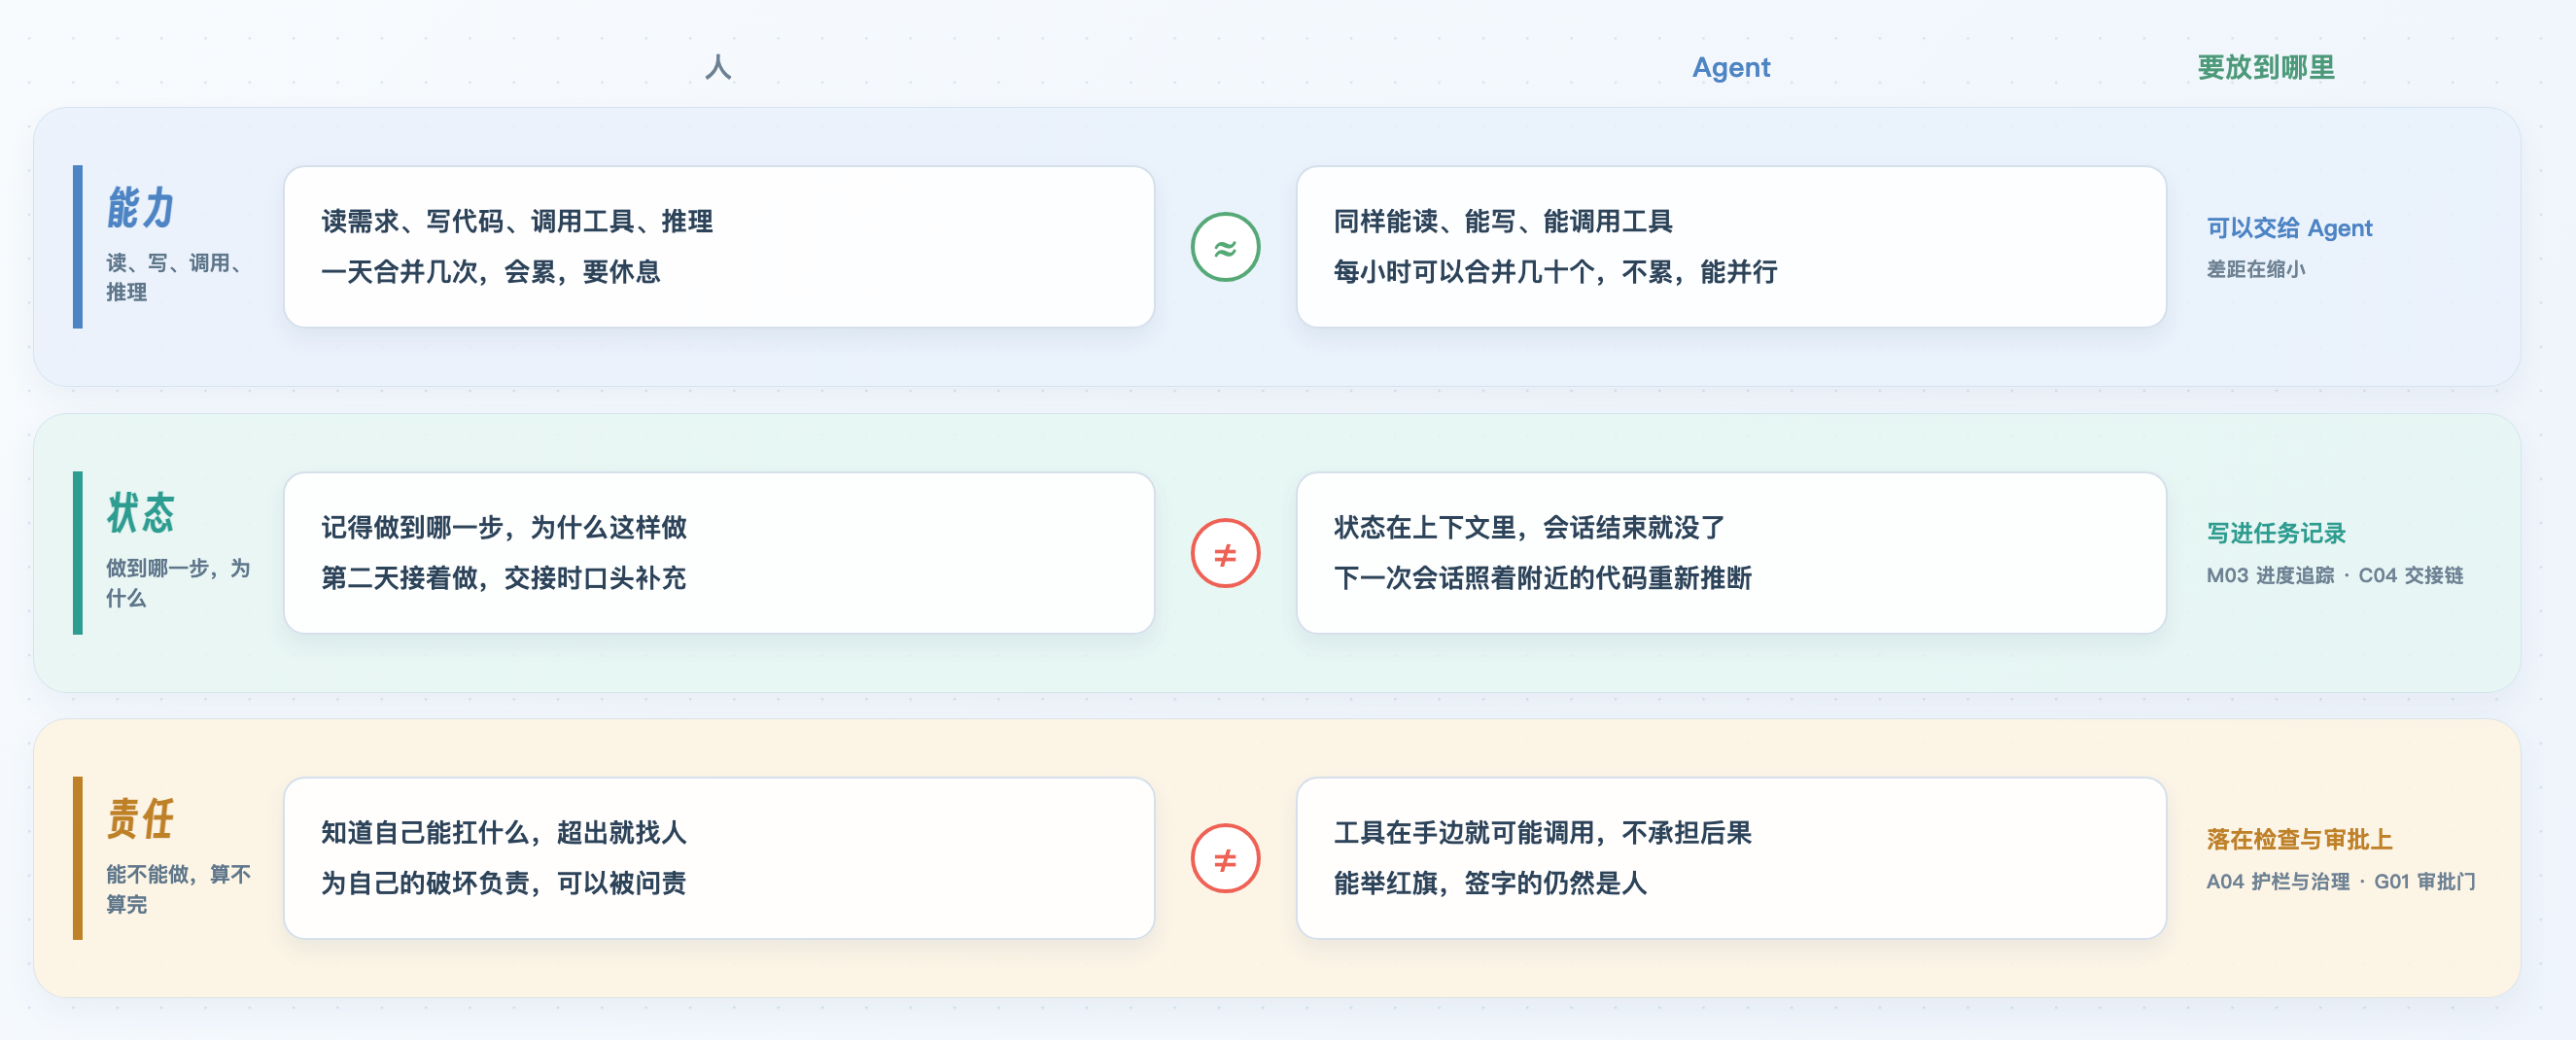 人
Agent
要放到哪里
能力
读、写、调用、
推理
读需求、写代码、调用工具、推理
一天合并几次，会累，要休息
≈
同样能读、能写、能调用工具
每小时可以合并几十个，不累，能并行
可以交给 Agent
差距在缩小
状态
做到哪一步，为
什么
记得做到哪一步，为什么这样做
第二天接着做，交接时口头补充
≠
状态在上下文里，会话结束就没了
下一次会话照着附近的代码重新推断
写进任务记录
M03 进度追踪 · C04 交接链
责任
能不能做，算不
算完
知道自己能扛什么，超出就找人
为自己的破坏负责，可以被问责
≠
工具在手边就可能调用，不承担后果
能举红旗，签字的仍然是人
落在检查与审批上
A04 护栏与治理 · G01 审批门